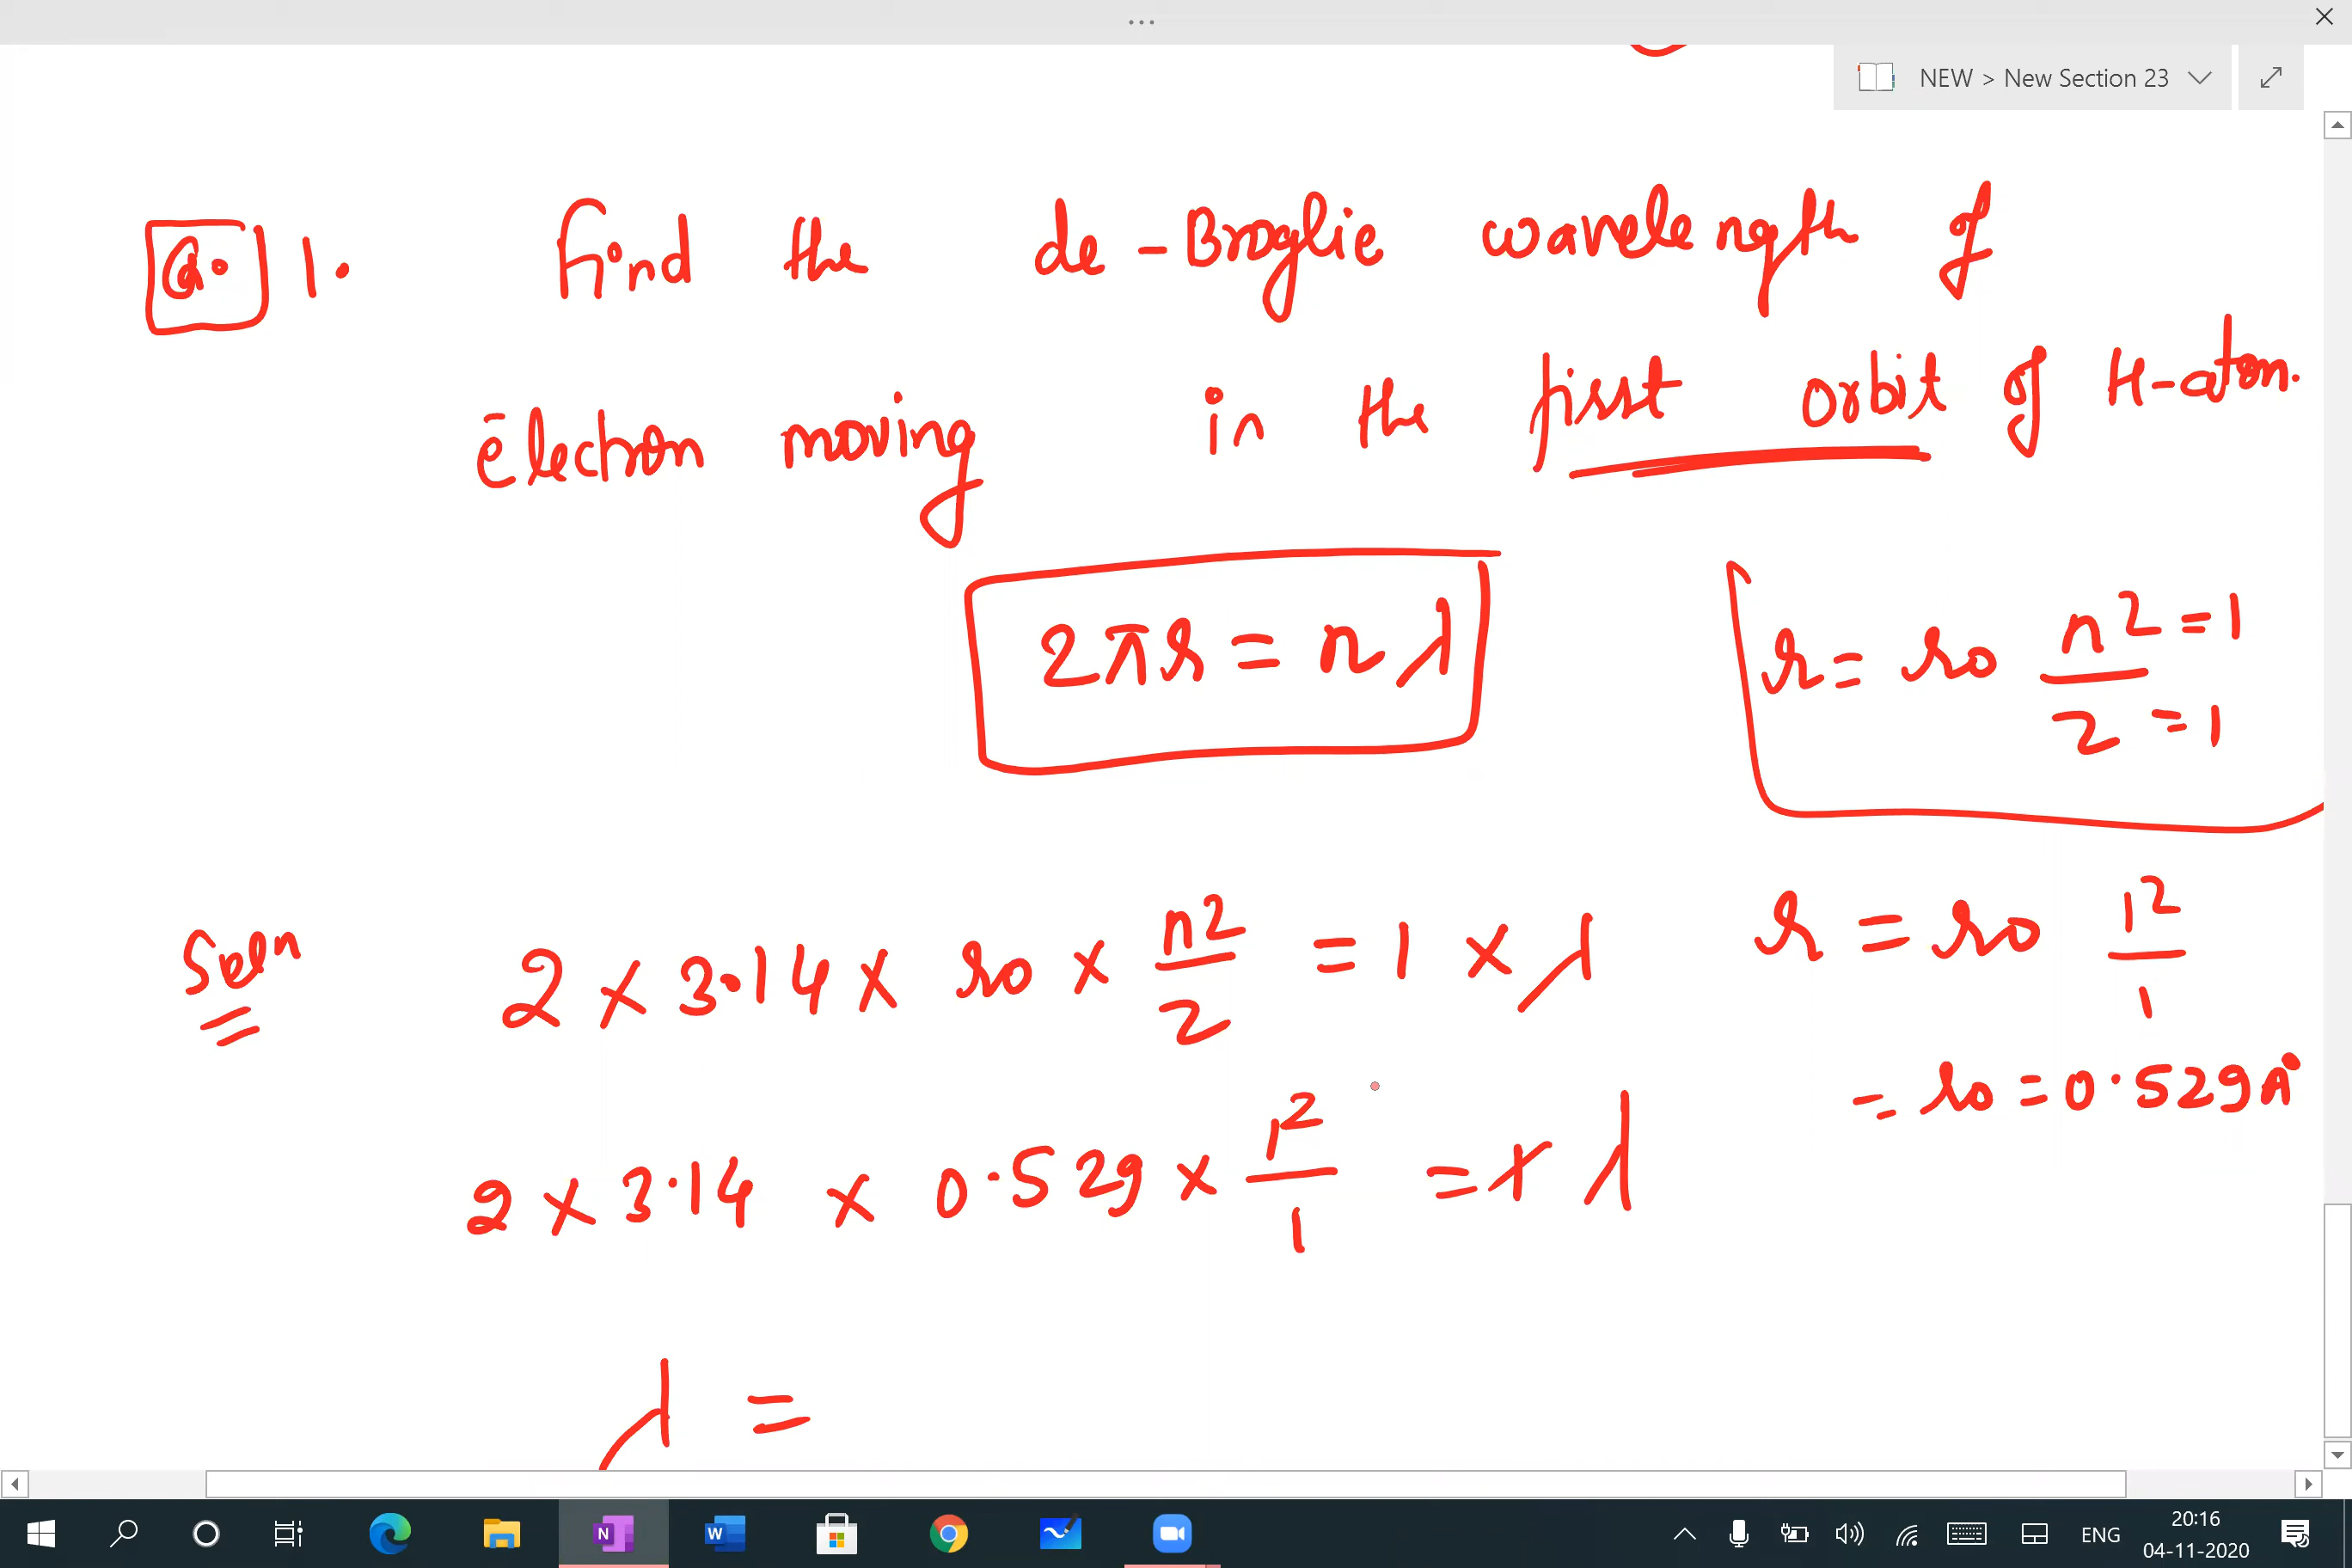 NEW > New Section 23
Q. 1. Find the de-Broglie wavelength of
electron moving in the first orbit of H-atom.
2πr = nλ
r = r0 n2 = 1
Z = 1
Soln 2 × 3.14 × r0 × n2/Z = 1 × λ
r = r0 12/1
= r0 = 0.529 A°
2 × 3.14 × 0.529 × 12/1 = 1 λ
λ =
ENG
20:16
04-11-2020